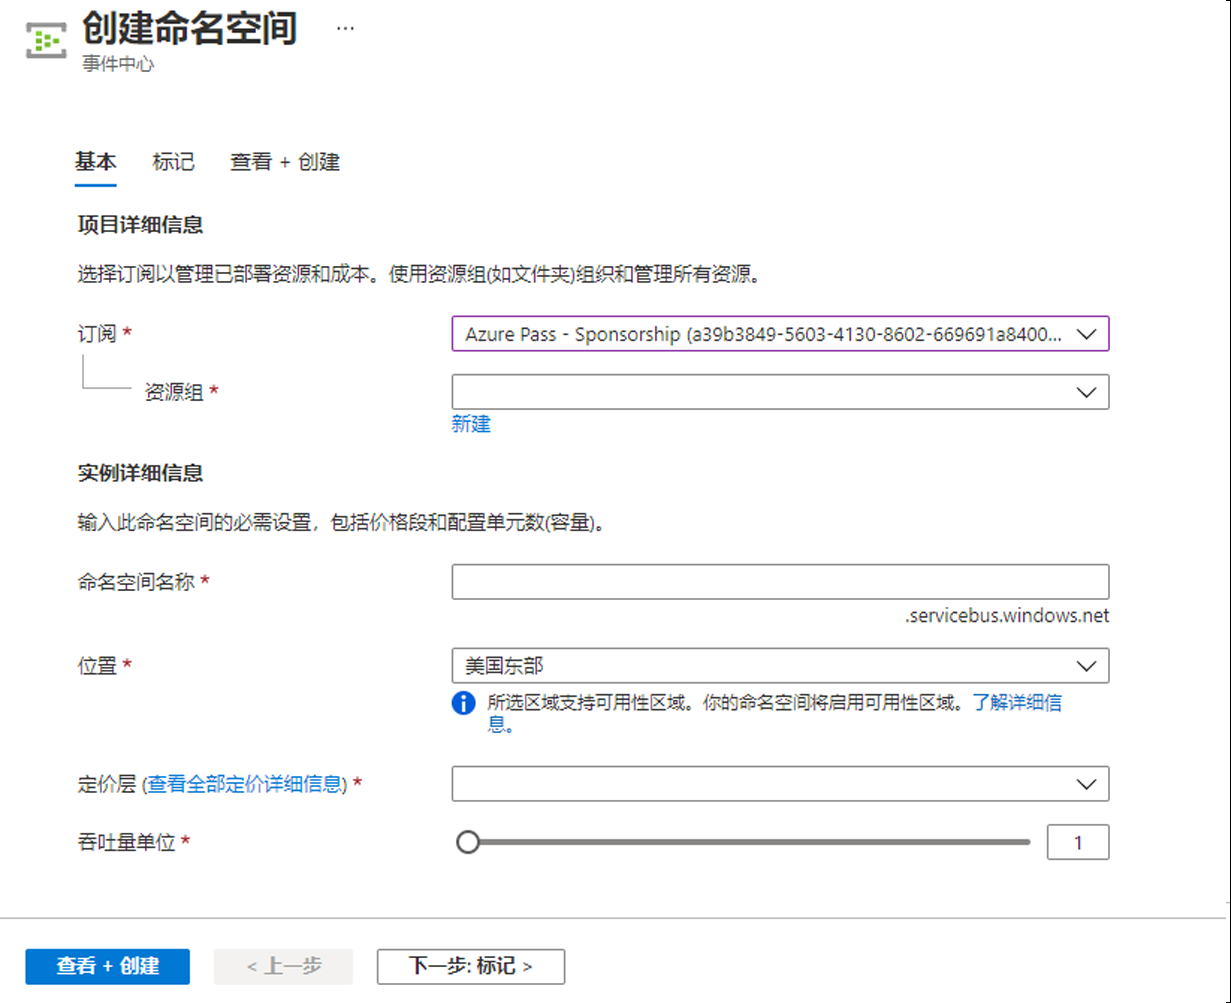 创建命名空间 ...
事件中心
基本 标记 查看 + 创建
项目详细信息
选择订阅以管理已部署资源和成本。使用资源组(如文件夹)组织和管理所有资源。
订阅 * Azure Pass - Sponsorship (a39b3849-5603-4130-8602-669691a8400...
资源组 *
新建
实例详细信息
输入此命名空间的必需设置，包括价格段和配置单元数(容量)。
命名空间名称 *
.servicebus.windows.net
位置 * 美国东部
所选区域支持可用性区域。你的命名空间将启用可用性区域。了解详细信
息。
定价层 (查看全部定价详细信息) *
吞吐量单位 * 1
查看 + 创建 < 上一步 下一步: 标记 >